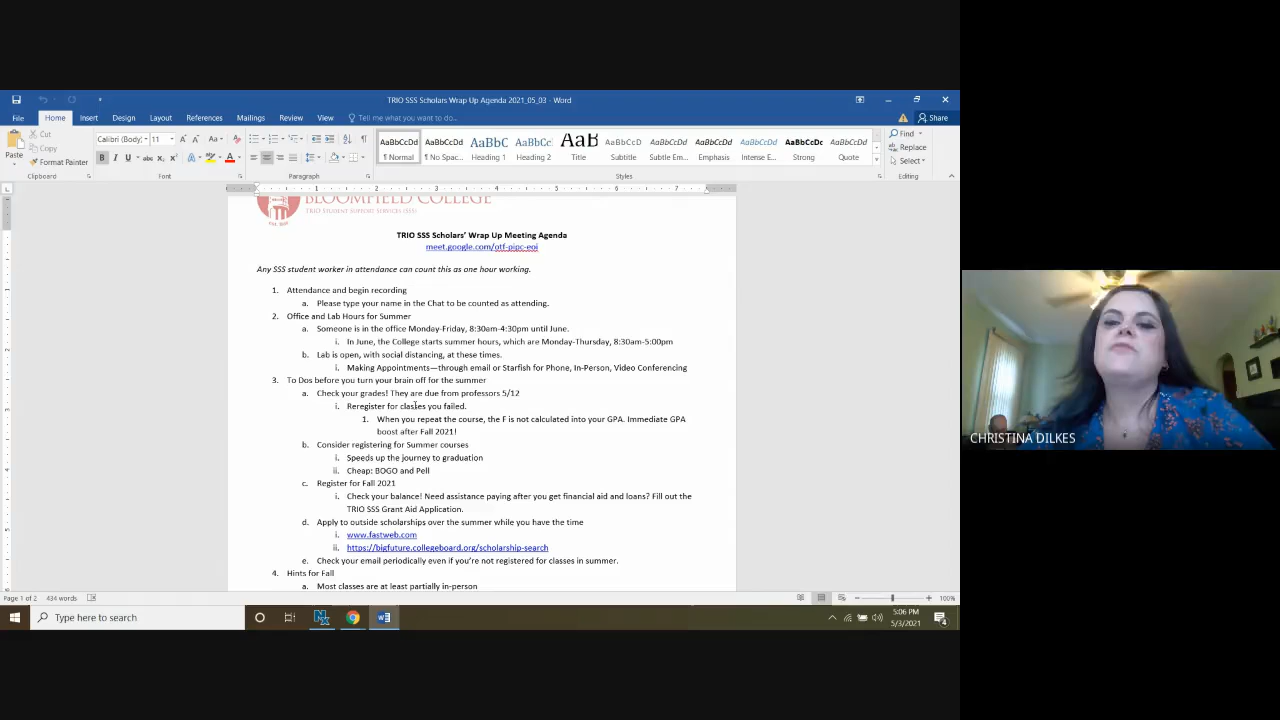 TRIO SSS Scholars Wrap Up Agenda 2021_05_03 - Word
File Home Insert Design Layout References Mailings Review View Tell me what you want to do... Share
Paste Cut Calibri (Body) 11 AaBbCcDd AaBbCcDd AaBbC AaBbCc AaB AaBbCcD AaBbCcDd AaBbCcDd AaBbCcDd AaBbCcDc AaBbCcDd Find
Copy Replace
Format Painter ¶ Normal ¶ No Spac... Heading 1 Heading 2 Title Subtitle Subtle Em... Emphasis Intense E... Strong Quote Select
Clipboard Font Paragraph Styles Editing
1 2 3 4 5 6 7
BLOOMFIELD COLLEGE
TRIO STUDENT SUPPORT SERVICES (SSS)
TRIO SSS Scholars’ Wrap Up Meeting Agenda
meet.google.com/otf-pipc-eoi
Any SSS student worker in attendance can count this as one hour working.
1. Attendance and begin recording
a. Please type your name in the Chat to be counted as attending.
2. Office and Lab Hours for Summer
a. Someone is in the office Monday-Friday, 8:30am-4:30pm until June.
i. In June, the College starts summer hours, which are Monday-Thursday, 8:30am-5:00pm
b. Lab is open, with social distancing, at these times.
i. Making Appointments—through email or Starfish for Phone, In-Person, Video Conferencing
3. To Dos before you turn your brain off for the summer
a. Check your grades! They are due from professors 5/12
i. Reregister for classes you failed.
1. When you repeat the course, the F is not calculated into your GPA. Immediate GPA
boost after Fall 2021!
b. Consider registering for Summer courses
i. Speeds up the journey to graduation
ii. Cheap: BOGO and Pell
c. Register for Fall 2021
i. Check your balance! Need assistance paying after you get financial aid and loans? Fill out the
TRIO SSS Grant Aid Application.
d. Apply to outside scholarships over the summer while you have the time
i. www.fastweb.com
ii. https://bigfuture.collegeboard.org/scholarship-search
e. Check your email periodically even if you’re not registered for classes in summer.
4. Hints for Fall
a. Most classes are at least partially in-person
Page 1 of 2 434 words 100%
Type here to search 5:06 PM
5/3/2021
CHRISTINA DILKES